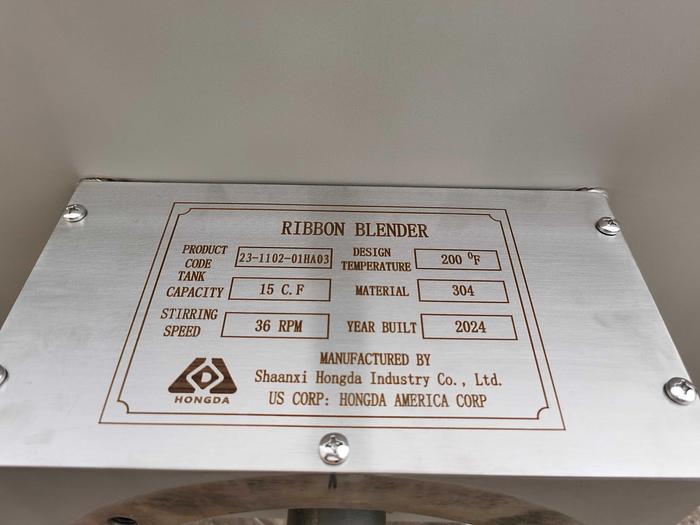 RIBBON BLENDER
PRODUCT CODE 23-1102-01HA03 DESIGN TEMPERATURE 200 ⁰F
TANK CAPACITY 15 C.F MATERIAL 304
STIRRING SPEED 36 RPM YEAR BUILT 2024
MANUFACTURED BY
Shaanxi Hongda Industry Co., Ltd.
HONGDA US CORP: HONGDA AMERICA CORP